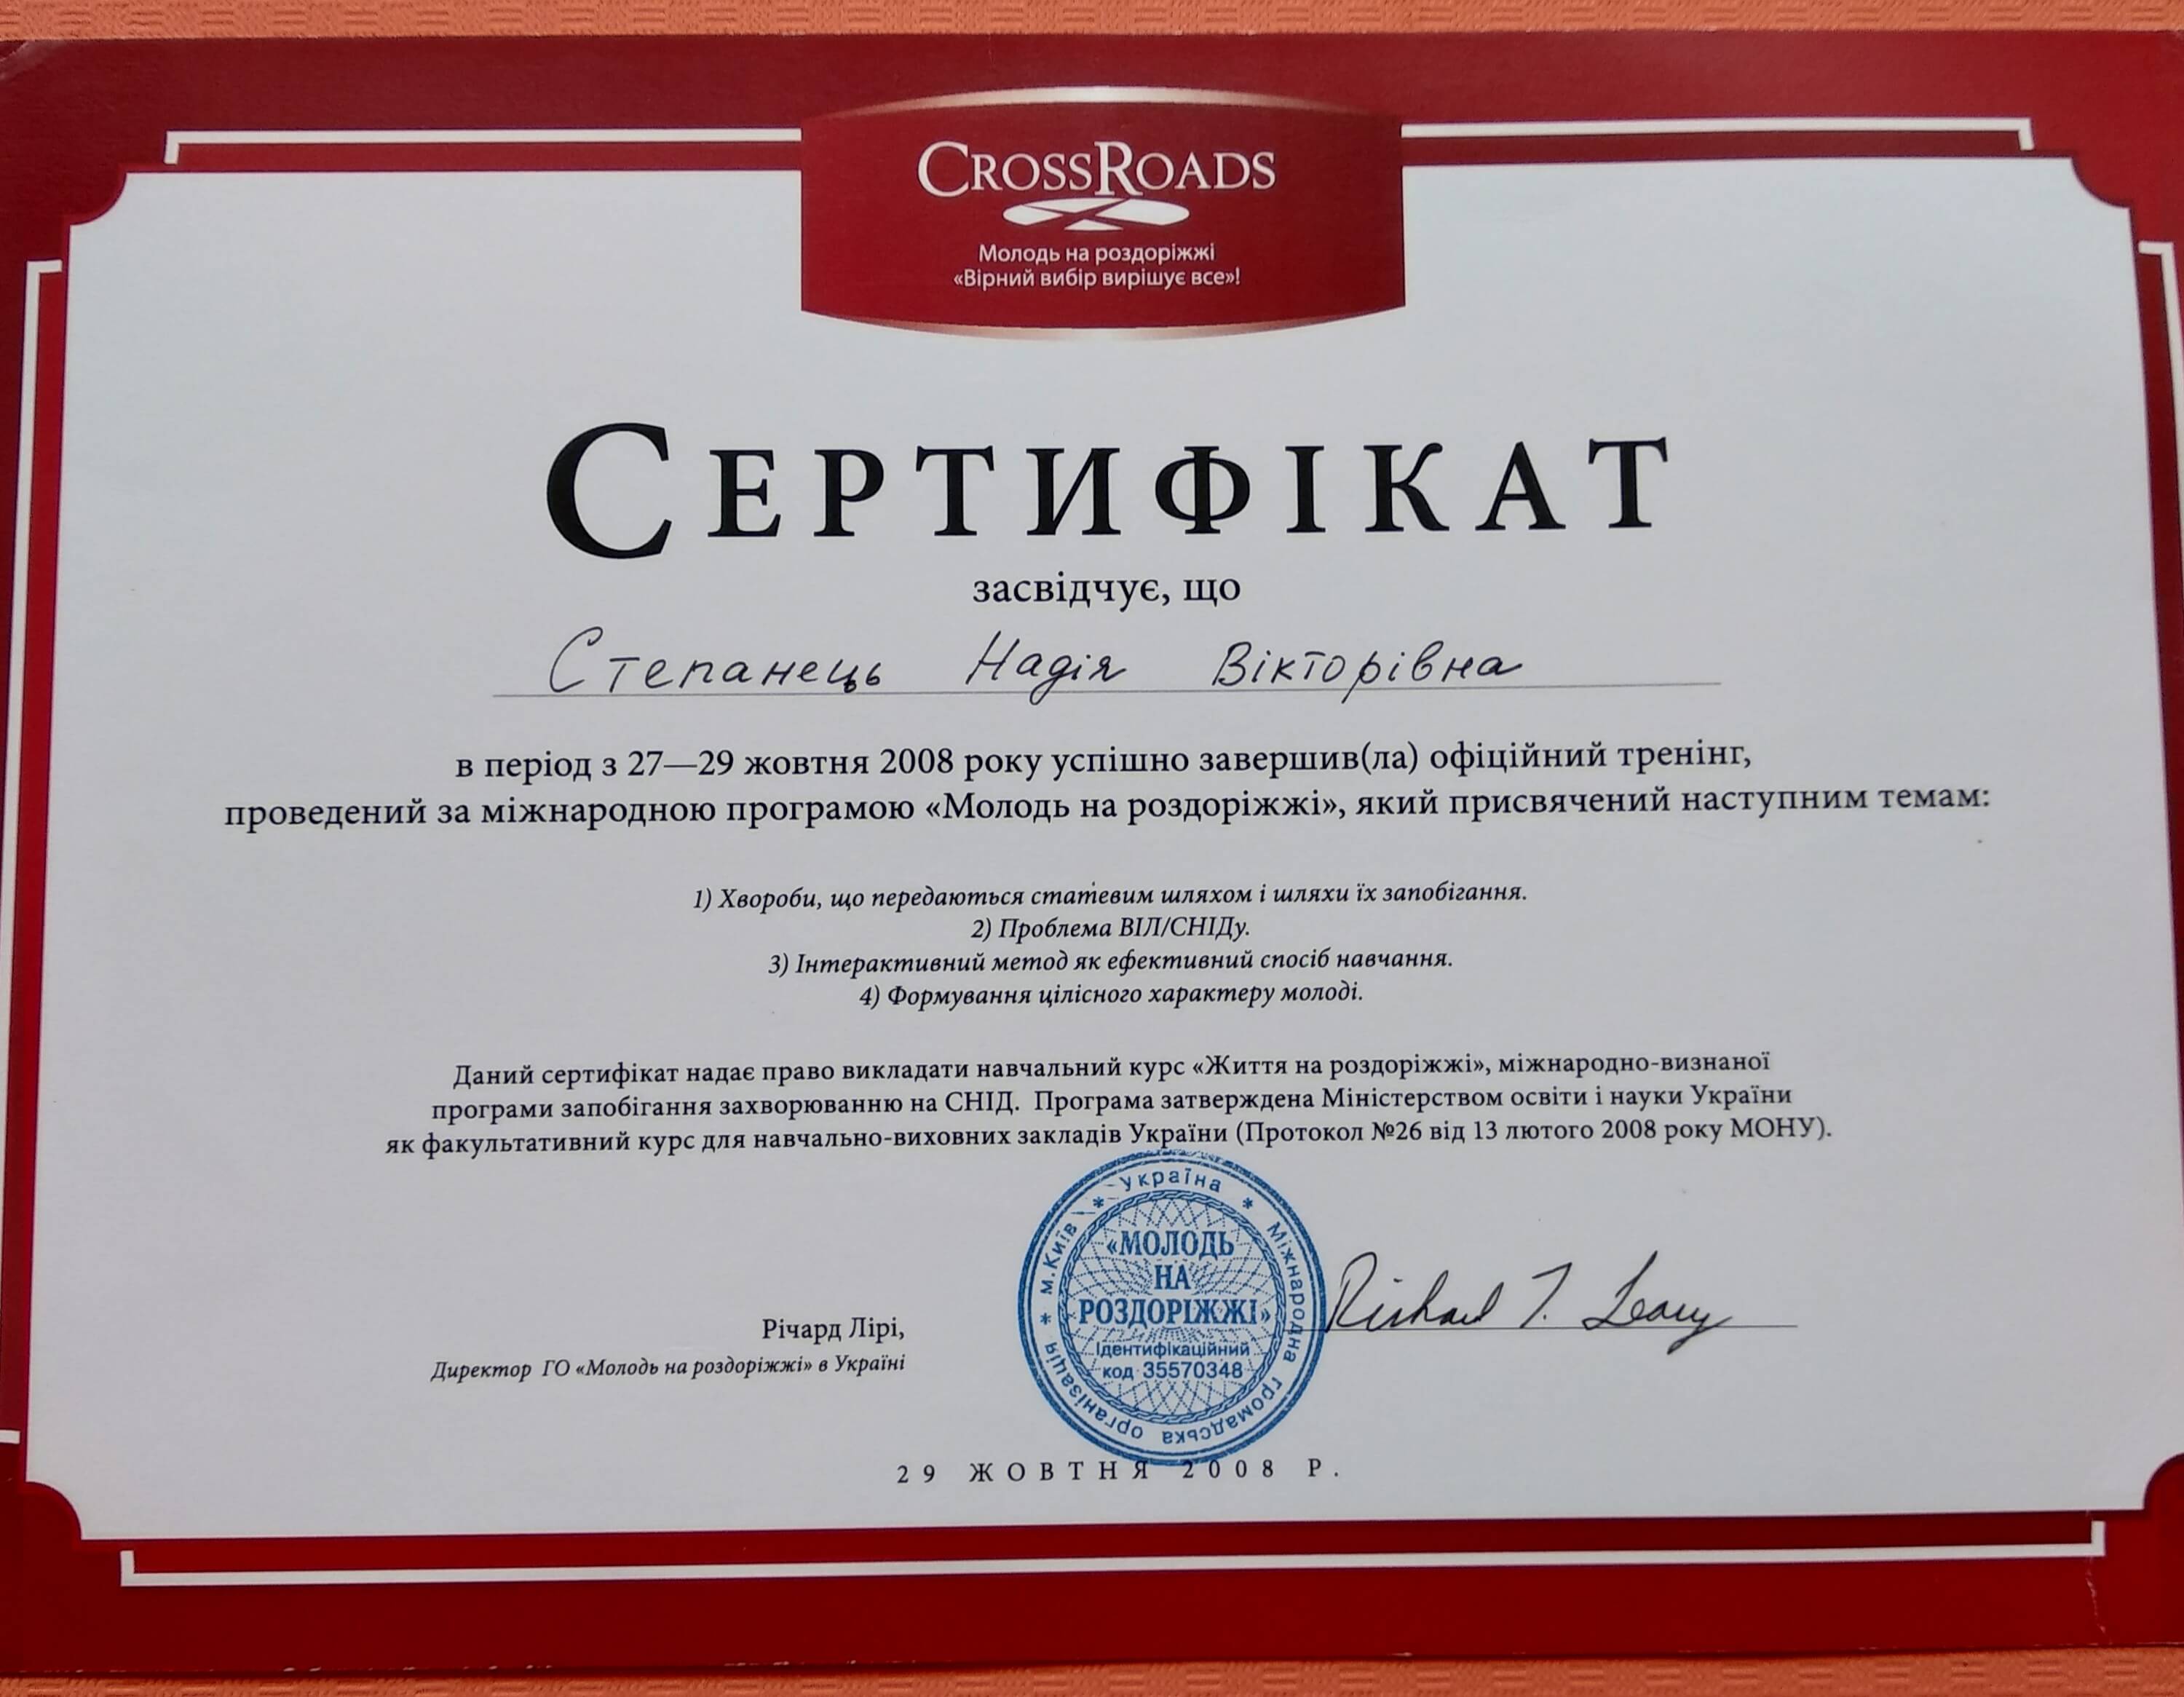 CROSSROADS
Молодь на роздоріжжі
«Вірний вибір вирішує все»!
СЕРТИФІКАТ
засвідчує, що
Степанець Надія Вікторівна
в період з 27—29 жовтня 2008 року успішно завершив(ла) офіційний тренінг,
проведений за міжнародною програмою «Молодь на роздоріжжі», який присвячений наступним темам:
1) Хвороби, що передаються статевим шляхом і шляхи їх запобігання.
2) Проблема ВІЛ/СНІДу.
3) Інтерактивний метод як ефективний спосіб навчання.
4) Формування цілісного характеру молоді.
Даний сертифікат надає право викладати навчальний курс «Життя на роздоріжжі», міжнародно-визнаної
програми запобігання захворюванню на СНІД. Програма затверджена Міністерством освіти і науки України
як факультативний курс для навчально-виховних закладів України (Протокол №26 від 13 лютого 2008 року МОНУ).
* Україна * Міжнародна громадська організація * м.Київ
«МОЛОДЬ
НА
РОЗДОРІЖЖІ»
Ідентифікаційний
код 35570348
Річард Лірі,
Директор ГО «Молодь на роздоріжжі» в Україні
Richard T. Leary
29 ЖОВТНЯ 2008 Р.